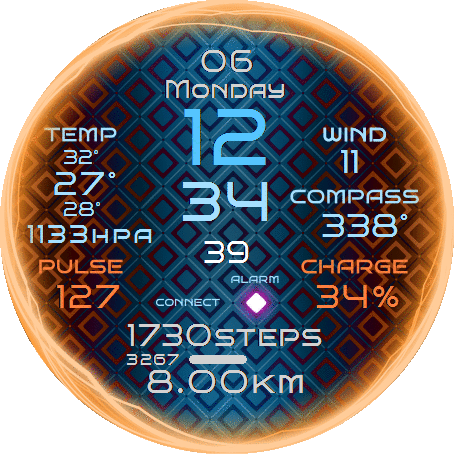 06
Monday
12
34
39
TEMP
32°
27°
28°
1133HPA
PULSE
127
WIND
11
COMPASS
338°
CHARGE
34%
ALARM
CONNECT
1730STEPS
3267
8.00KM